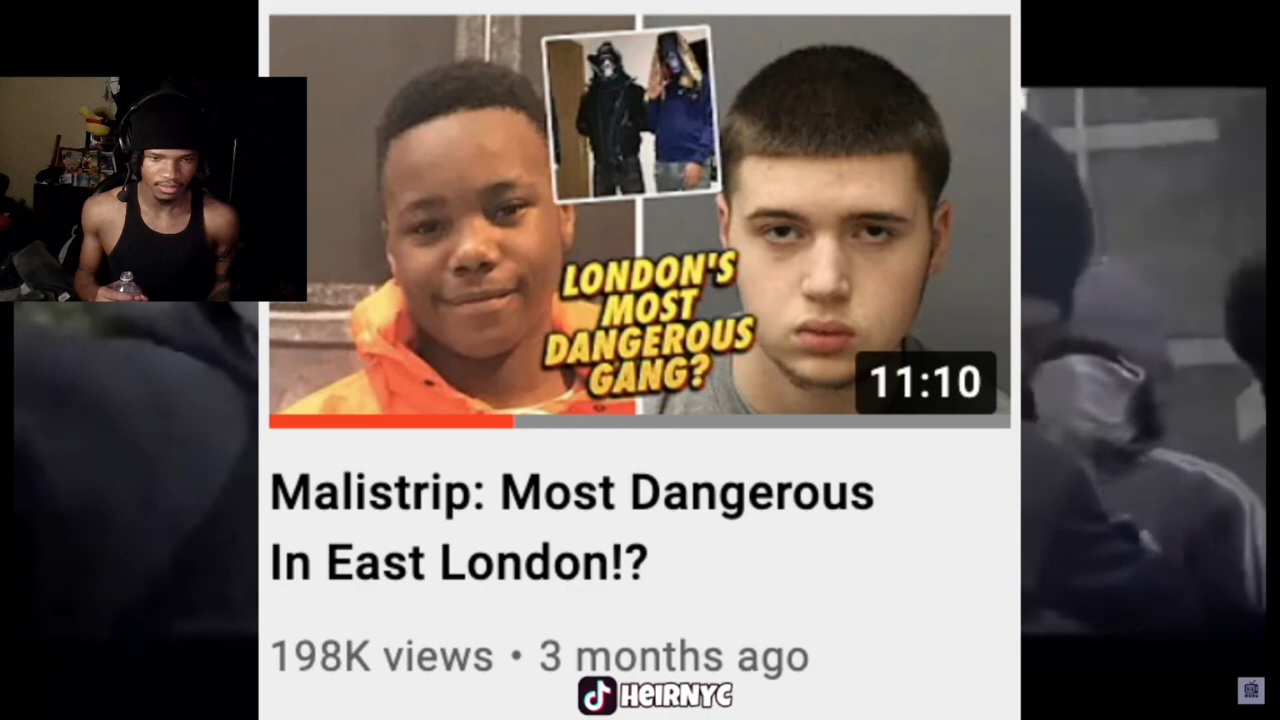 LONDON'S
MOST
DANGEROUS
GANG?
11:10
Malistrip: Most Dangerous
In East London!?
198K views • 3 months ago
HEIRNYC